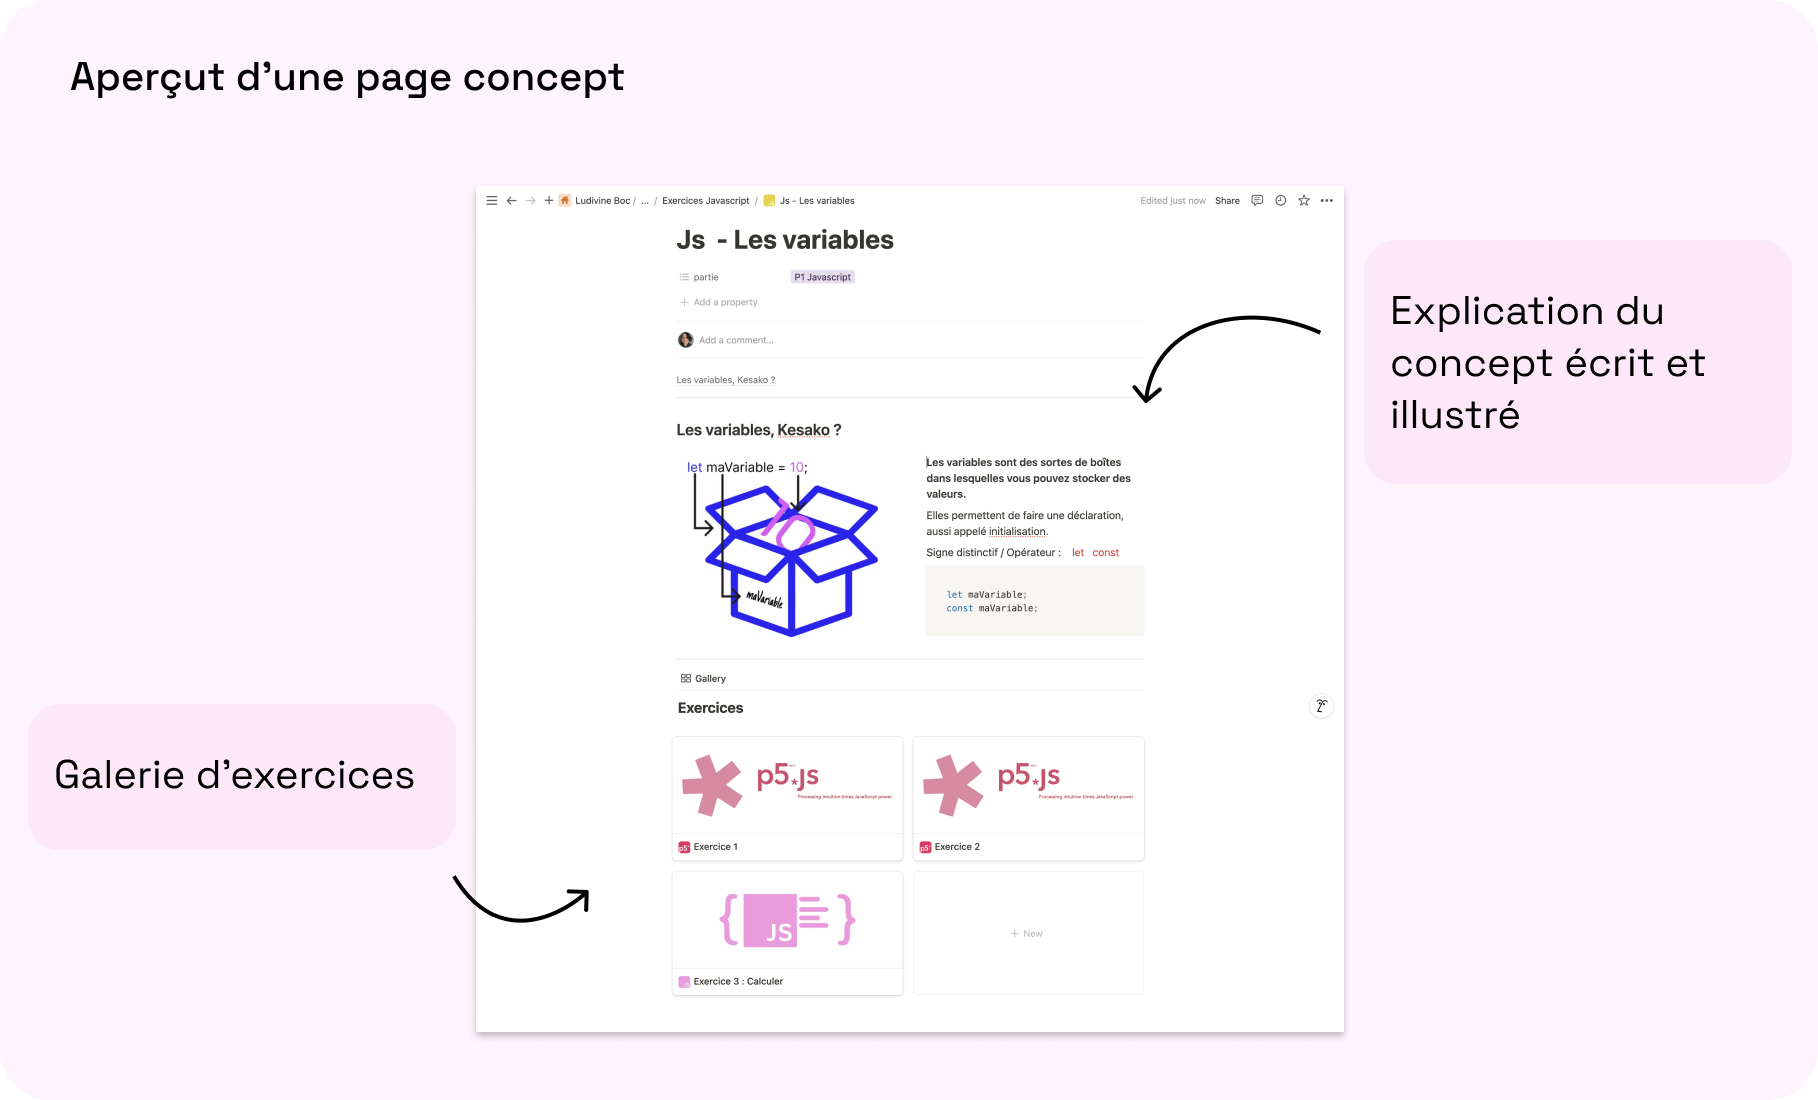 Aperçut d’une page concept
Ludivine Boc / ... / Exercices Javascript / Js - Les variables
Edited just now Share
Js - Les variables
partie P1 Javascript
Add a property
Add a comment...
Les variables, Kesako ?
Les variables, Kesako ?
let maVariable = 10;
10
maVariable
Les variables sont des sortes de boîtes
dans lesquelles vous pouvez stocker des
valeurs.
Elles permettent de faire une déclaration,
aussi appelé initialisation.
Signe distinctif / Opérateur : let const
let maVariable;
const maVariable;
Explication du
concept écrit et
illustré
Gallery
Exercices
Galerie d’exercices
p5*js
Processing intuition times JavaScript power
p5* Exercice 1
p5*js
Processing intuition times JavaScript power
p5* Exercice 2
{ JS }
Exercice 3 : Calculer
+ New